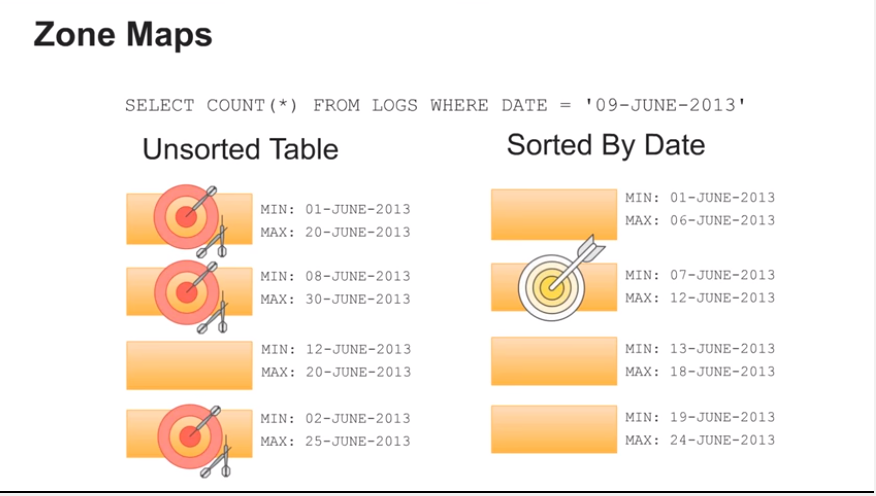 Zone Maps
SELECT COUNT(*) FROM LOGS WHERE DATE = '09-JUNE-2013'
Unsorted Table
MIN: 01-JUNE-2013
MAX: 20-JUNE-2013
MIN: 08-JUNE-2013
MAX: 30-JUNE-2013
MIN: 12-JUNE-2013
MAX: 20-JUNE-2013
MIN: 02-JUNE-2013
MAX: 25-JUNE-2013
Sorted By Date
MIN: 01-JUNE-2013
MAX: 06-JUNE-2013
MIN: 07-JUNE-2013
MAX: 12-JUNE-2013
MIN: 13-JUNE-2013
MAX: 18-JUNE-2013
MIN: 19-JUNE-2013
MAX: 24-JUNE-2013